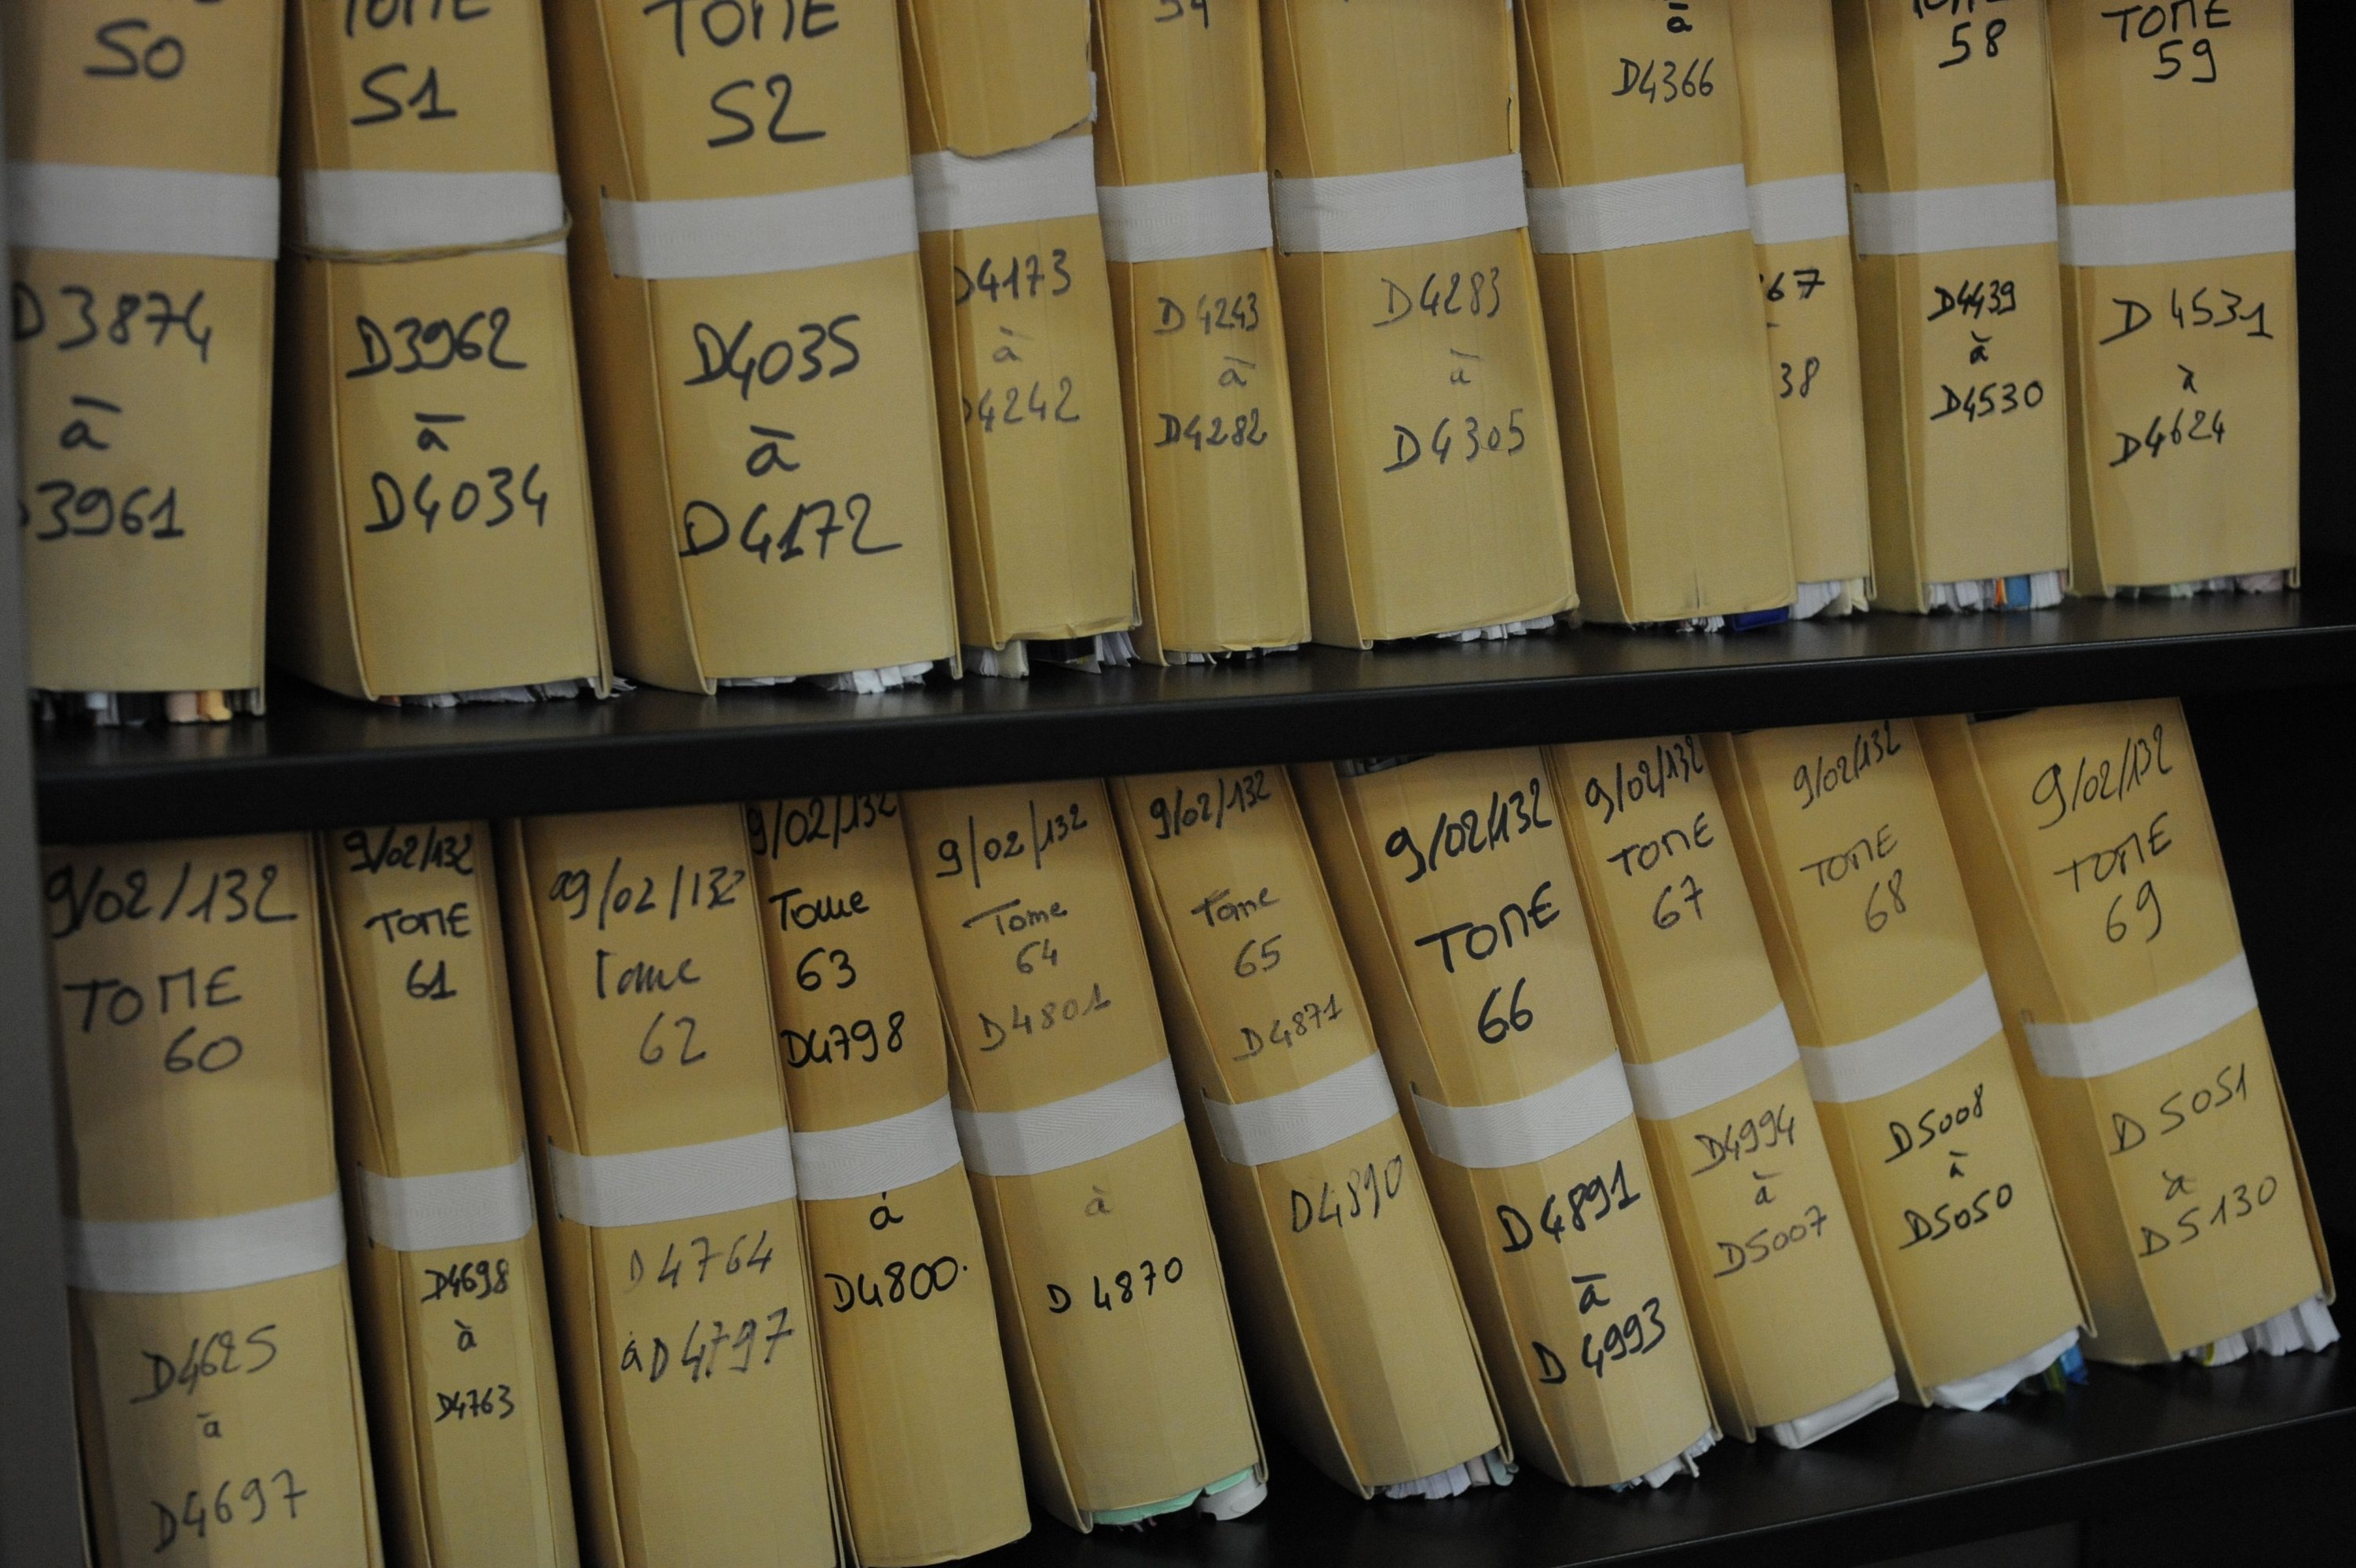 50
51
TOME
52
D3874
à
3961
D3962
à
D4034
D4035
à
D4172
D4173
à
D4242
D4243
à
D4282
D4283
à
D4305
à
D4366
67
38
58
D4439
à
D4530
TOME
59
D4531
à
D4624
9/02/132
TOME
60
D4625
à
D4697
9/02/132
TOME
61
D4698
à
D4763
99/02/132
Tome
62
D4764
à D4797
9/02/132
Tome
63
D4798
à
D4800.
9/02/132
Tome
64
D4801
à
D4870
9/02/132
Tome
65
D4871
D4890
9/02/132
TOME
66
D4891
à
D4993
9/02/132
TOME
67
D4994
à
D5007
9/02/132
TOME
68
D5008
à
D5050
9/02/132
TOME
69
D5051
à
D5130